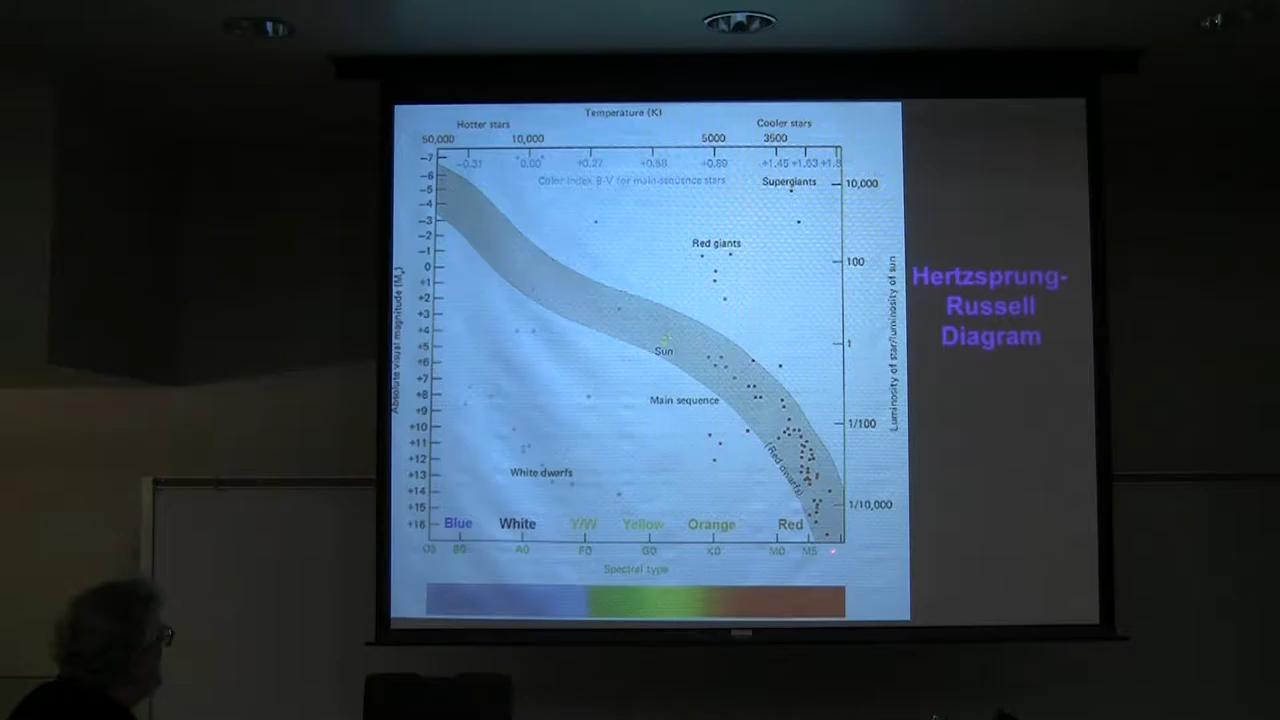 Temperature (K)
Hotter stars
Cooler stars
50,000
10,000
5000
3500
-0.31
0.00
+0.27
+0.58
+0.89
+1.45 +1.63 +1.8
Color index B-V for main-sequence stars
-7
-6
-5
-4
-3
-2
-1
0
+1
+2
+3
+4
+5
+6
+7
+8
+9
+10
+11
+12
+13
+14
+15
+16
Absolute visual magnitude (Mv)
Supergiants
Red giants
Sun
Main sequence
(Red dwarfs)
White dwarfs
10,000
100
1
1/100
1/10,000
Luminosity of star/luminosity of sun
Blue
White
Y/W
Yellow
Orange
Red
O5
B0
A0
F0
G0
K0
M0
M5
Spectral type
Hertzsprung-
Russell
Diagram